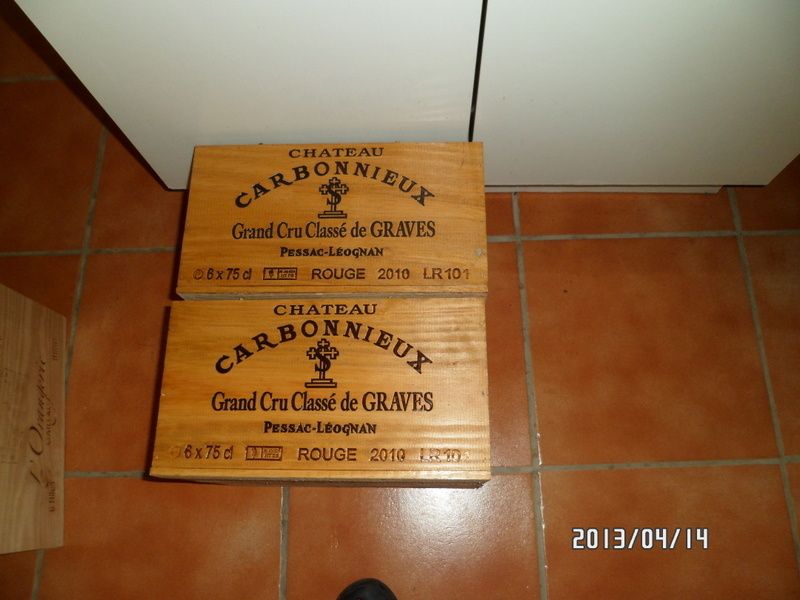 CHATEAU
CARBONNIEUX
Grand Cru Classé de GRAVES
PESSAC-LÉOGNAN
6 x 75 cl ROUGE 2010 LR101
CHATEAU
CARBONNIEUX
Grand Cru Classé de GRAVES
PESSAC-LÉOGNAN
6 x 75 cl ROUGE 2010 LR101
2013/04/14